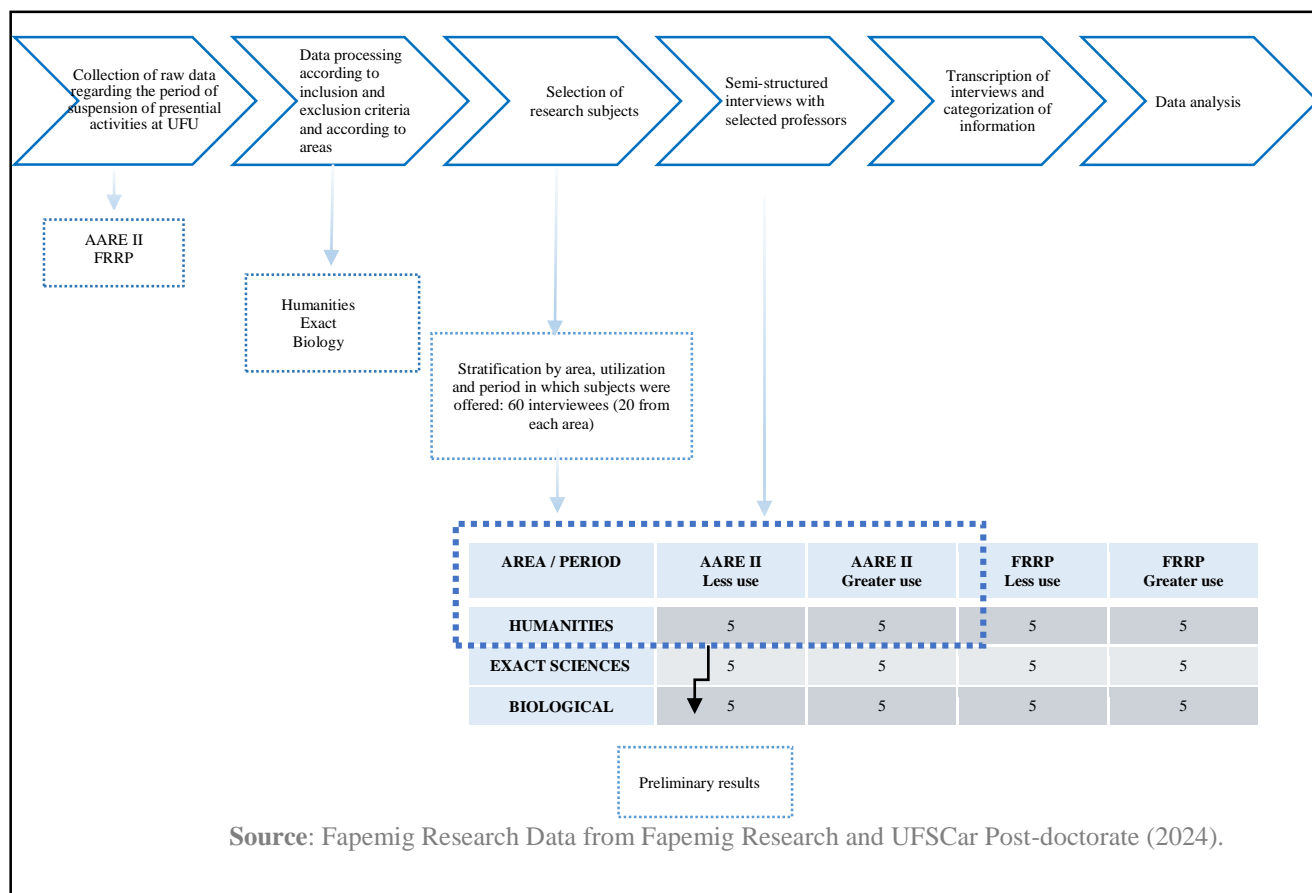 Collection of raw data
regarding the period of
suspension of presential
activities at UFU
Data processing
according to
inclusion and
exclusion criteria
and according to
areas
Selection of
research subjects
Semi-structured
interviews with
selected professors
Transcription of
interviews and
categorization of
information
Data analysis
AARE II
FRRP
Humanities
Exact
Biology
Stratification by area, utilization
and period in which subjects were
offered: 60 interviewees (20 from
each area)
AREA / PERIOD AARE II Less use AARE II Greater use FRRP Less use FRRP Greater use
HUMANITIES 5 5 5 5
EXACT SCIENCES 5 5 5 5
BIOLOGICAL 5 5 5 5
Preliminary results
Source: Fapemig Research Data from Fapemig Research and UFSCar Post-doctorate (2024).